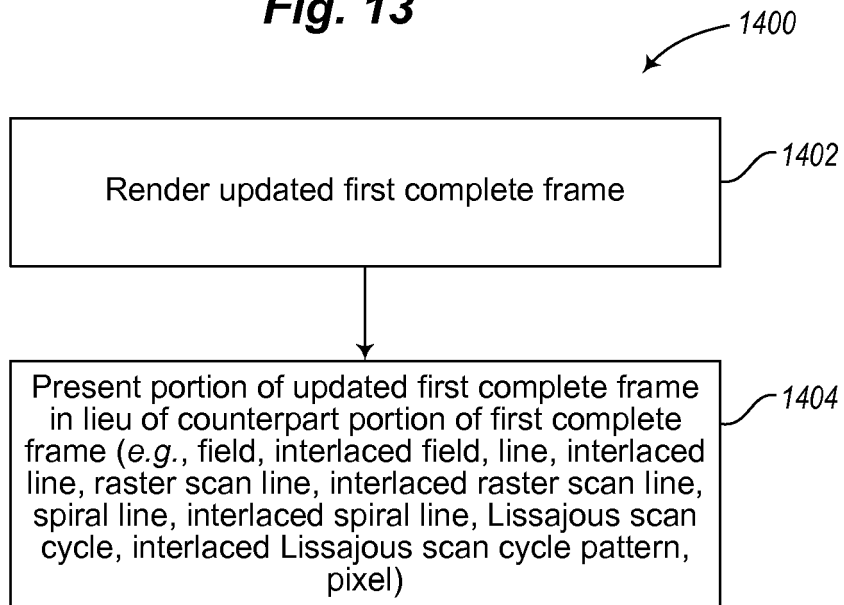 Fig. 13
1400
Render updated first complete frame
1402
Present portion of updated first complete frame
in lieu of counterpart portion of first complete
frame (e.g., field, interlaced field, line, interlaced
line, raster scan line, interlaced raster scan line,
spiral line, interlaced spiral line, Lissajous scan
cycle, interlaced Lissajous scan cycle pattern,
pixel)
1404